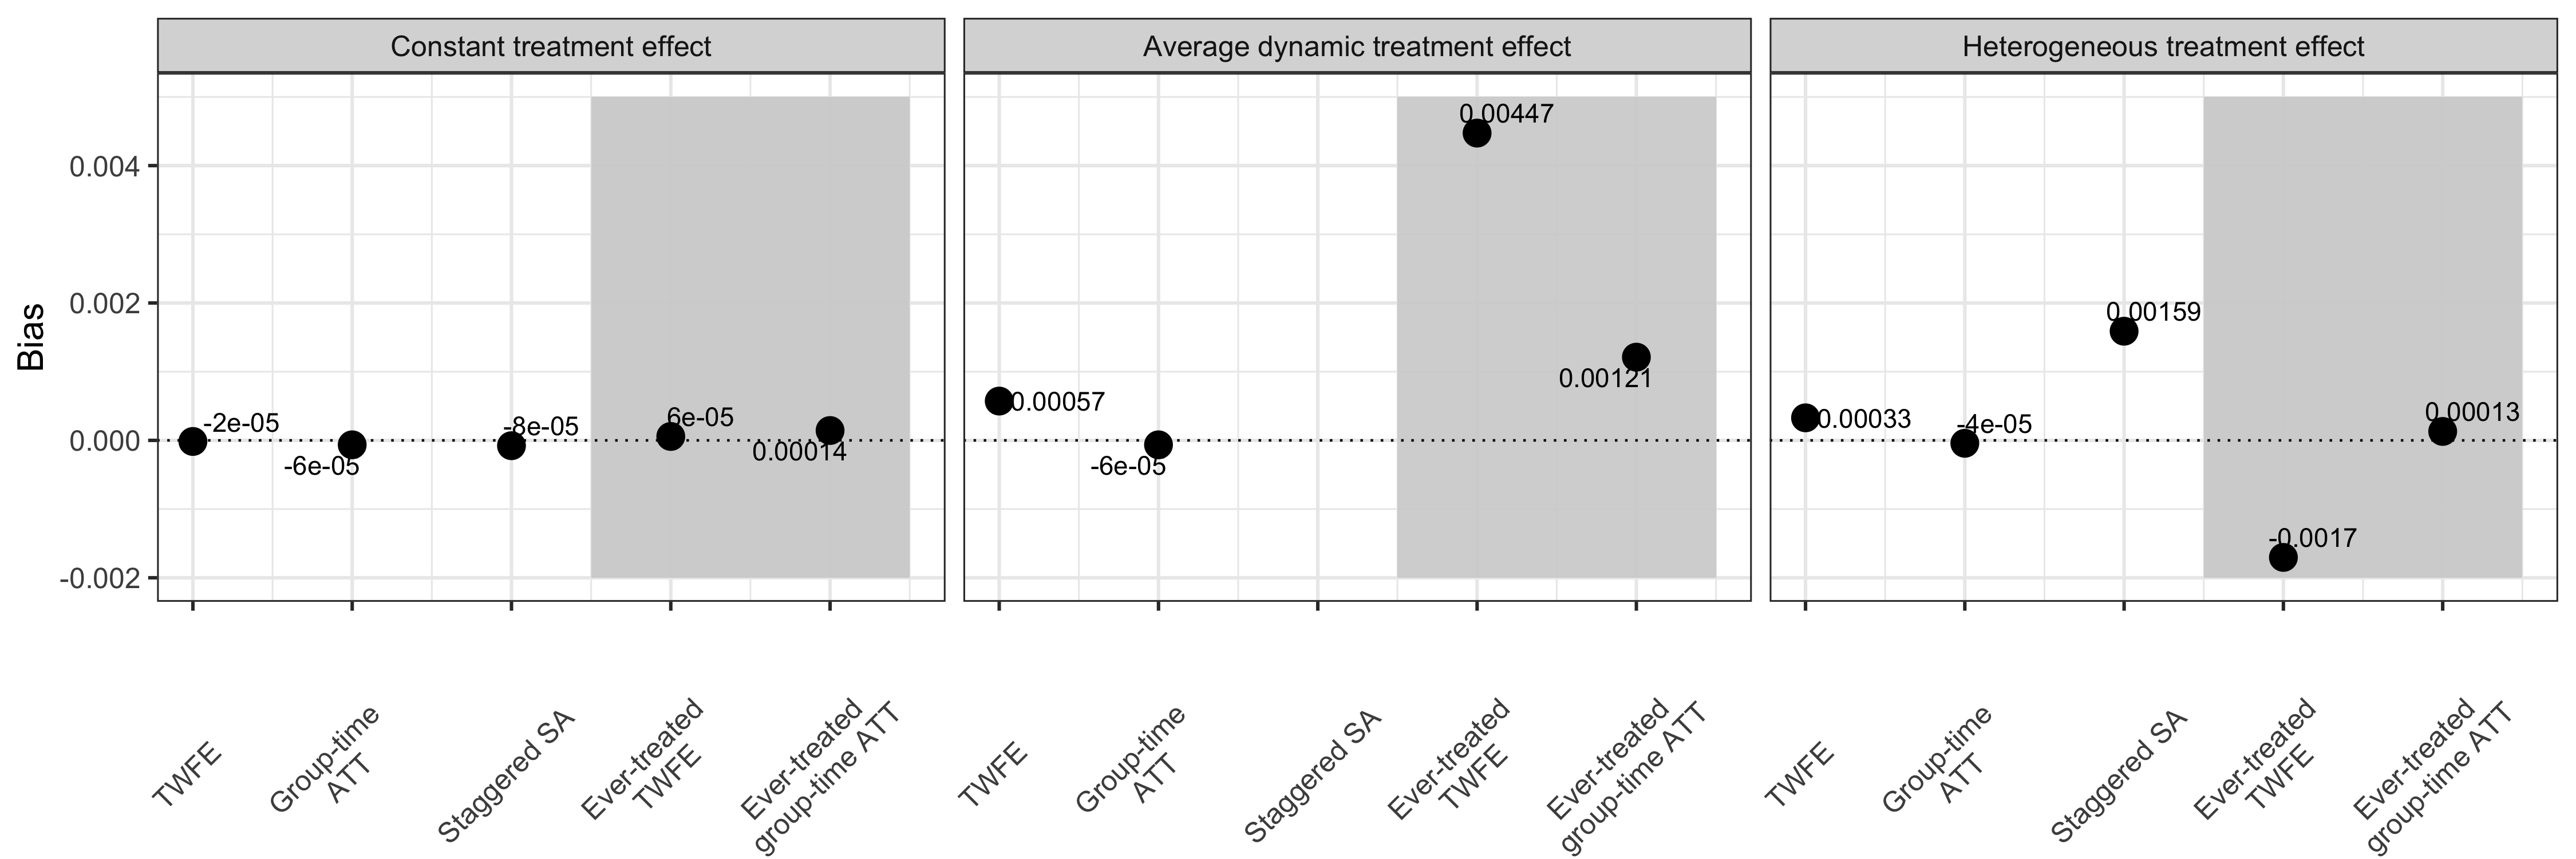 Constant treatment effect
Average dynamic treatment effect
Heterogeneous treatment effect
Bias
0.004
0.002
0.000
-0.002
-2e-05
-6e-05
-8e-05
6e-05
0.00014
0.00057
-6e-05
0.00447
0.00121
0.00033
-4e-05
0.00159
-0.0017
0.00013
TWFE
Group-time
ATT
Staggered SA
Ever-treated
TWFE
Ever-treated
group-time ATT
TWFE
Group-time
ATT
Staggered SA
Ever-treated
TWFE
Ever-treated
group-time ATT
TWFE
Group-time
ATT
Staggered SA
Ever-treated
TWFE
Ever-treated
group-time ATT